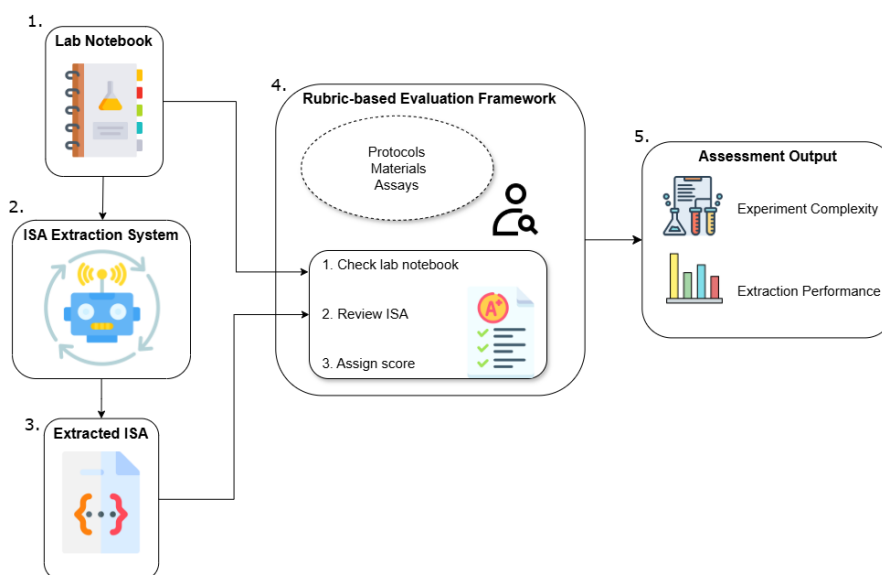 1.
Lab Notebook
2.
ISA Extraction System
3.
Extracted ISA
4.
Rubric-based Evaluation Framework
Protocols
Materials
Assays
1. Check lab notebook
2. Review ISA
3. Assign score
A+
5.
Assessment Output
Experiment Complexity
Extraction Performance